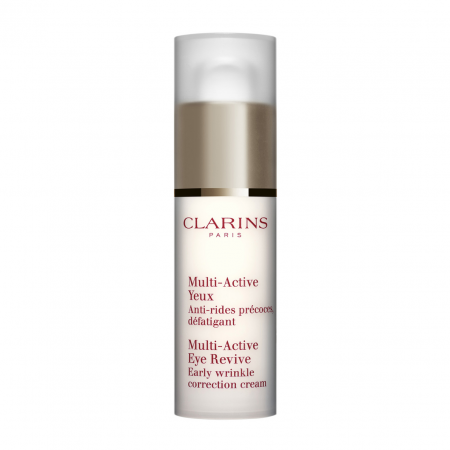 CLARINS
PARIS
Multi-Active
Yeux
Anti-rides précoces,
défatigant
Multi-Active
Eye Revive
Early wrinkle
correction cream